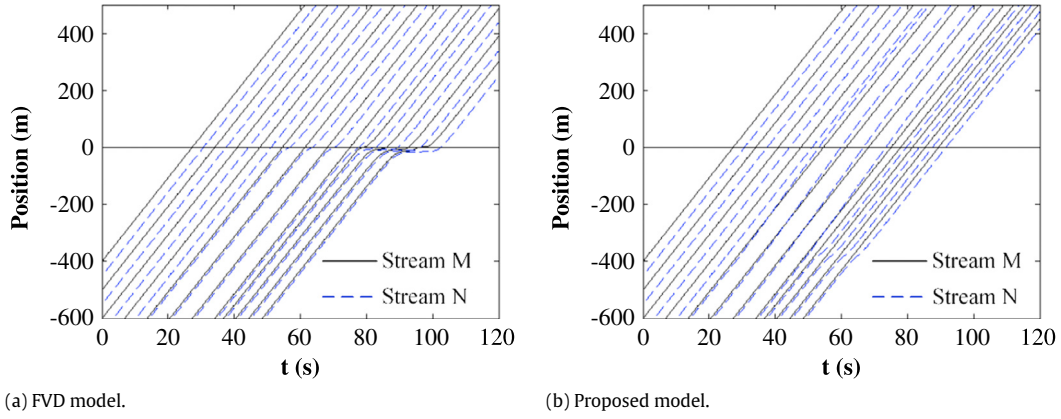 400
200
0
-200
-400
-600
Position (m)
Stream M
Stream N
0 20 40 60 80 100 120
t (s)
(a) FVD model.
400
200
0
-200
-400
-600
Position (m)
Stream M
Stream N
0 20 40 60 80 100 120
t (s)
(b) Proposed model.